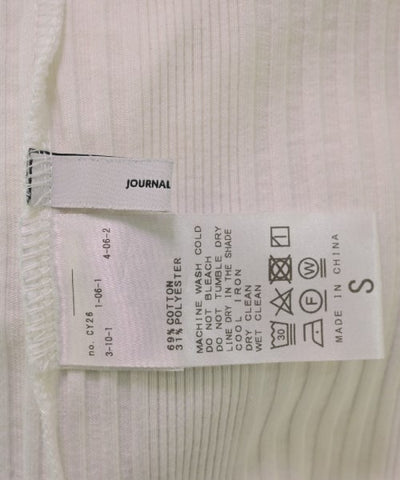 JOURNAL
no. CY26
3-10-1 1-06-1 4-06-2
69% COTTON
31% POLYESTER
MACHINE WASH COLD
DO NOT BLEACH
DO NOT TUMBLE DRY
LINE DRY IN THE SHADE
COOL IRON
DRY CLEAN
WET CLEAN
30
F
W
MADE IN CHINA
S